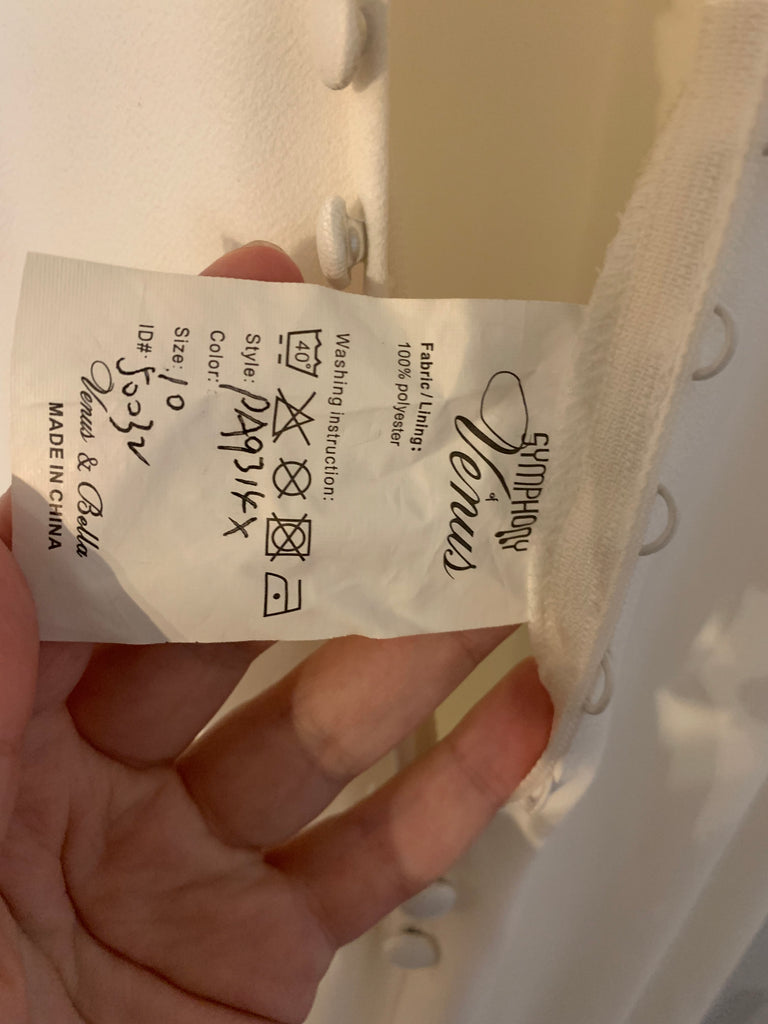 SYMPHONY
of
Venus
Fabric / Lining:
100% polyester
Washing instruction:
40°
Style: PA9314X
Color:
Size: 10
ID#: 50032
Venus & Bella
MADE IN CHINA